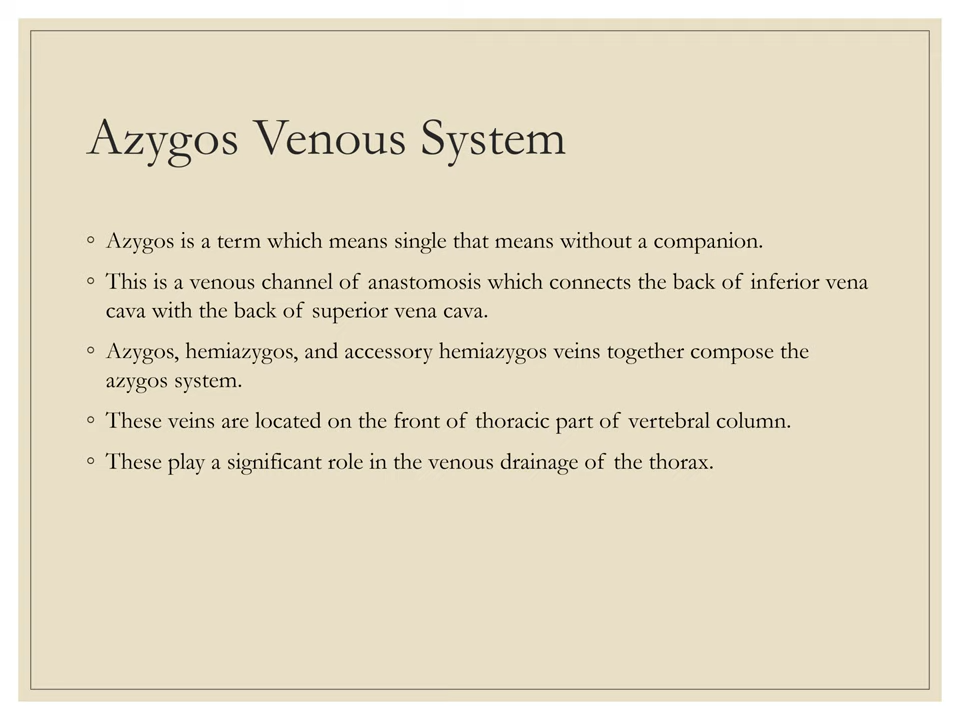 Azygos Venous System
◦ Azygos is a term which means single that means without a companion.
◦ This is a venous channel of anastomosis which connects the back of inferior vena
cava with the back of superior vena cava.
◦ Azygos, hemiazygos, and accessory hemiazygos veins together compose the
azygos system.
◦ These veins are located on the front of thoracic part of vertebral column.
◦ These play a significant role in the venous drainage of the thorax.